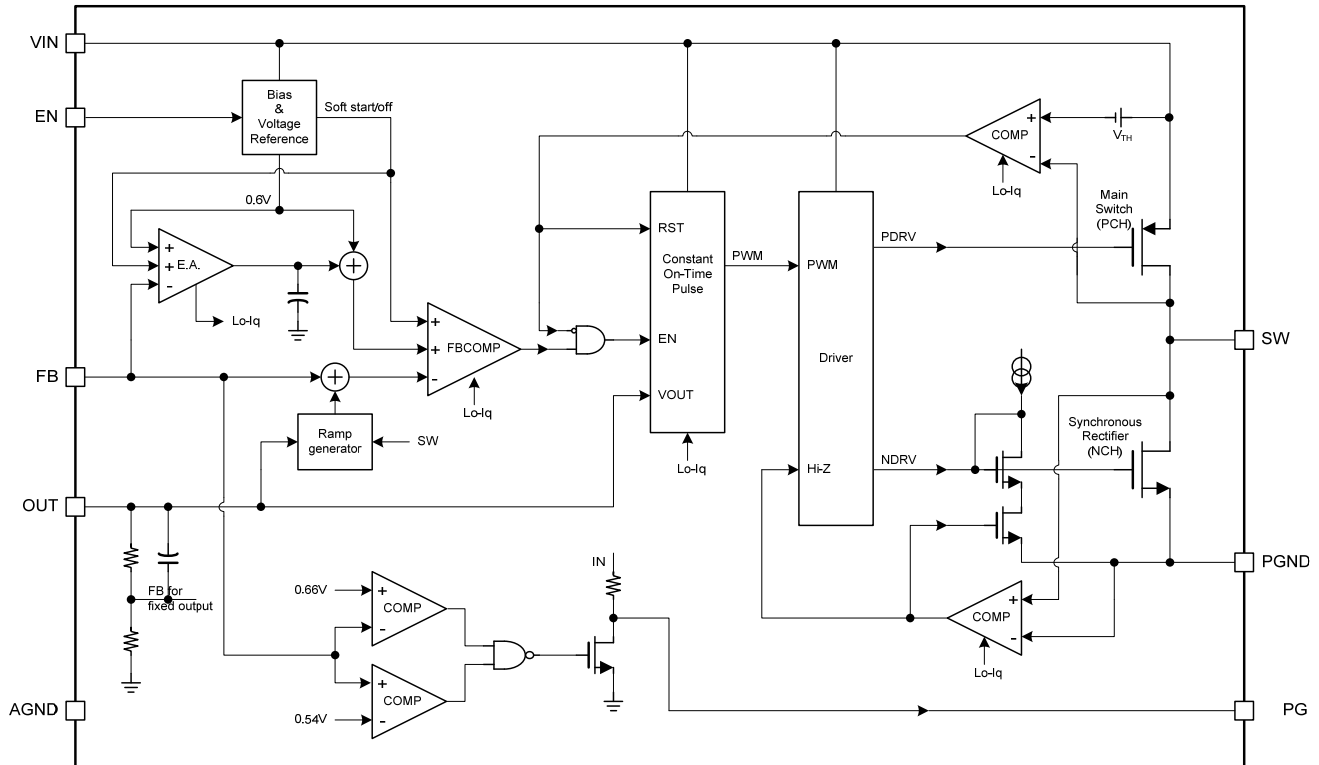 VIN
EN
Bias
&
Voltage
Reference
Soft start/off
0.6V
+
+ E.A.
-
Lo-Iq
+
+
+
FBCOMP
-
Lo-Iq
FB
+
Ramp
generator
SW
OUT
FB for
fixed output
AGND
0.66V
+
COMP
-
+
COMP
-
0.54V
IN
RST
Constant
On-Time
Pulse
EN
VOUT
Lo-Iq
PWM
PWM
Driver
Hi-Z
PDRV
NDRV
+
COMP
-
VTH
Lo-Iq
Main
Switch
(PCH)
SW
Synchronous
Rectifier
(NCH)
PGND
+
COMP
-
Lo-Iq
PG